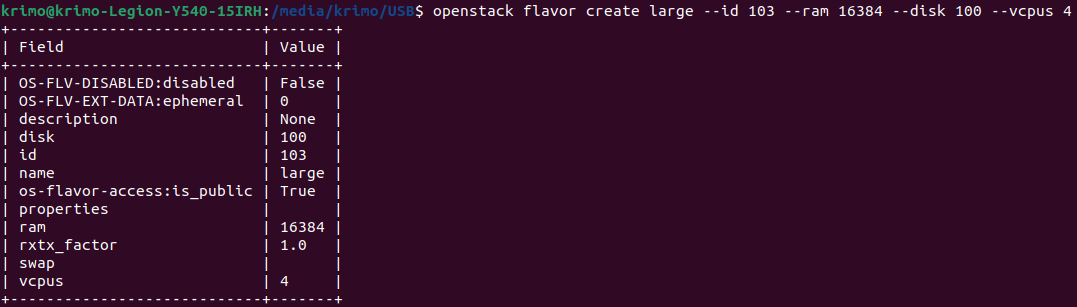 krimo@krimo-Legion-Y540-15IRH:/media/krimo/USB$ openstack flavor create large --id 103 --ram 16384 --disk 100 --vcpus 4
+----------------------------+-------+
| Field                      | Value |
+----------------------------+-------+
| OS-FLV-DISABLED:disabled   | False |
| OS-FLV-EXT-DATA:ephemeral  | 0     |
| description                | None  |
| disk                       | 100   |
| id                         | 103   |
| name                       | large |
| os-flavor-access:is_public | True  |
| properties                 |       |
| ram                        | 16384 |
| rxtx_factor                | 1.0   |
| swap                       |       |
| vcpus                      | 4     |
+----------------------------+-------+